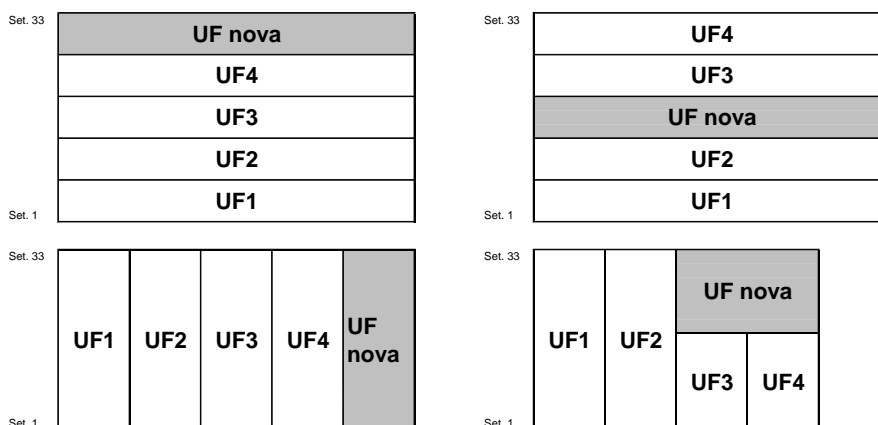 Set. 33
UF nova
UF4
UF3
UF2
UF1
Set. 1
Set. 33
UF4
UF3
UF nova
UF2
UF1
Set. 1
Set. 33
UF1 UF2 UF3 UF4 UF
nova
Set. 1
Set. 33
UF nova
UF1 UF2
UF3 UF4
Set. 1